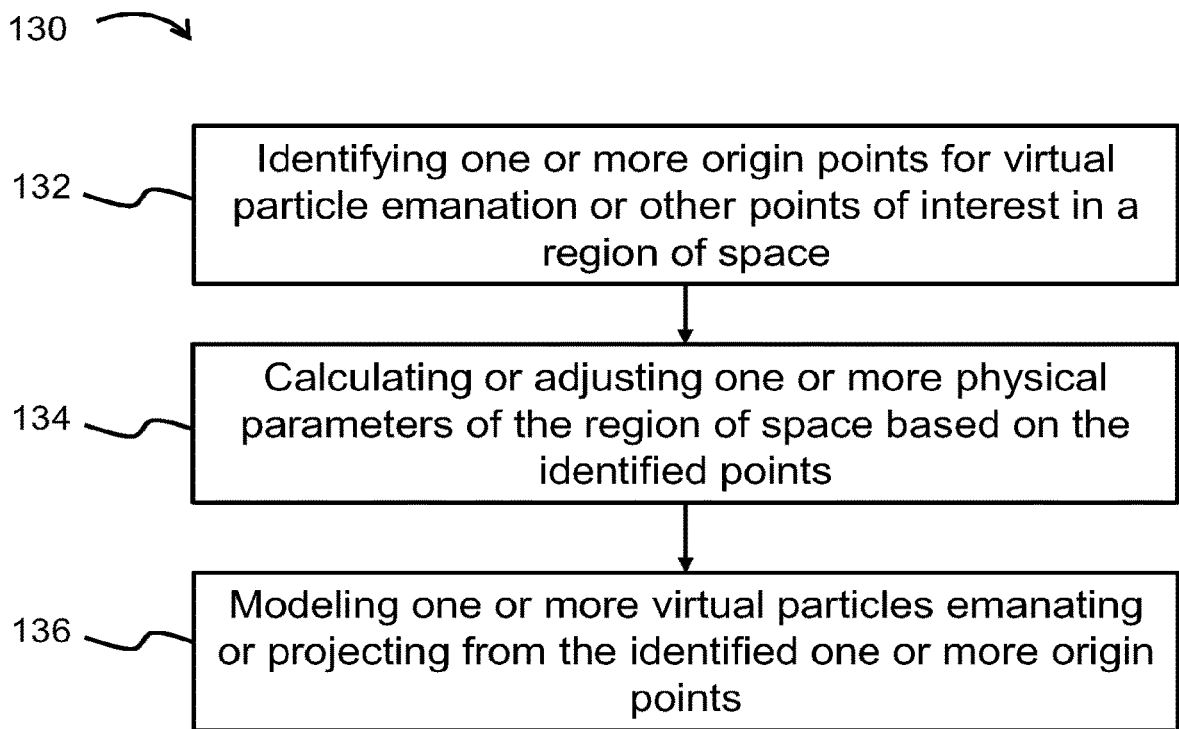 130
132
Identifying one or more origin points for virtual
particle emanation or other points of interest in a
region of space
134
Calculating or adjusting one or more physical
parameters of the region of space based on the
identified points
136
Modeling one or more virtual particles emanating
or projecting from the identified one or more origin
points